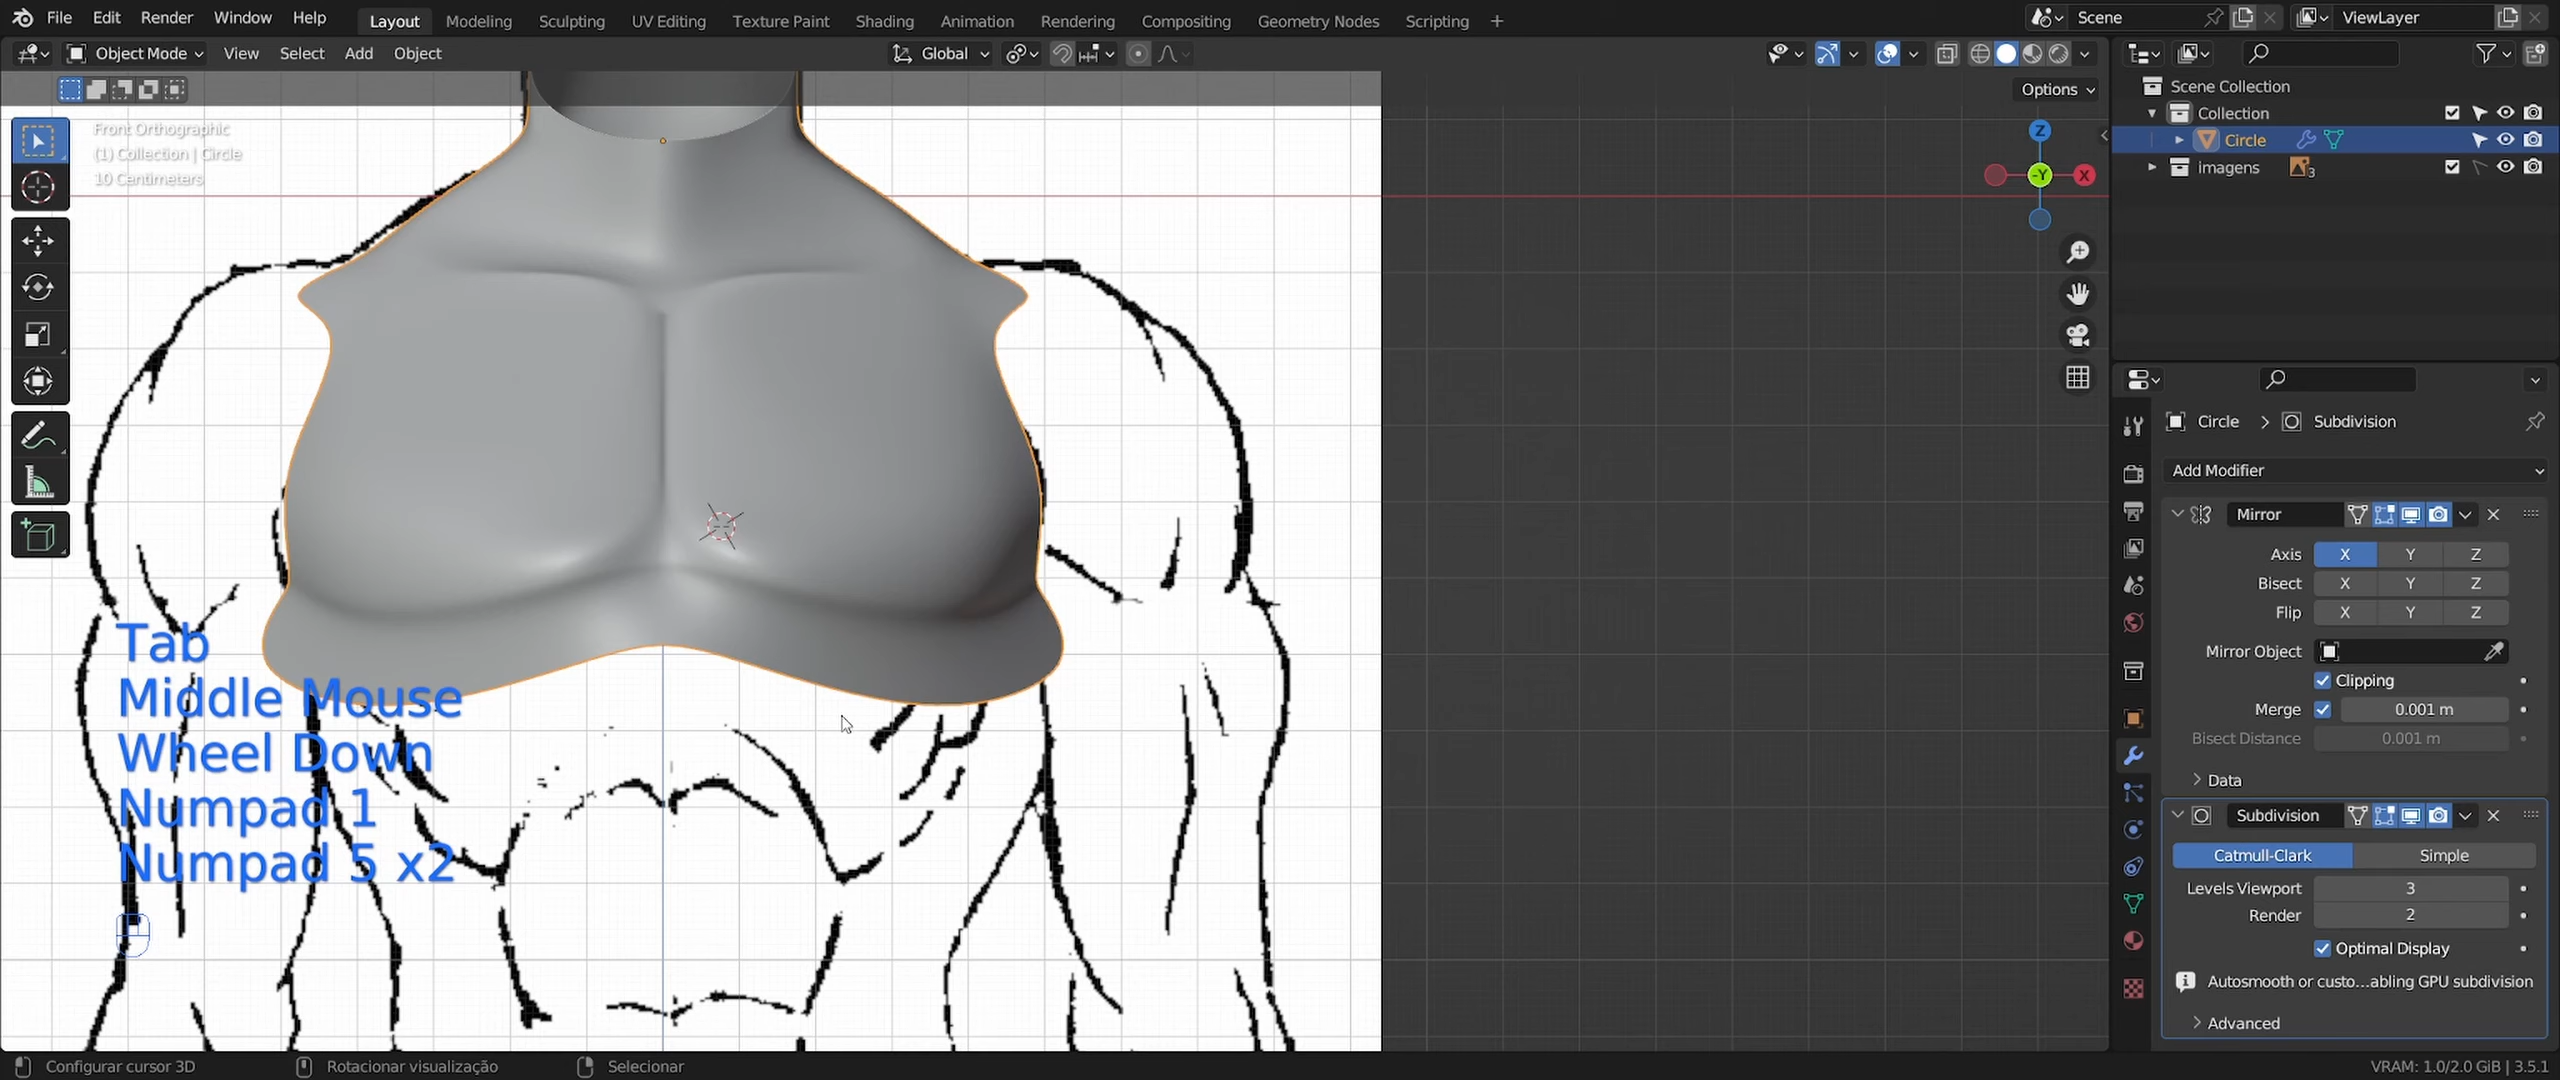 File Edit Render Window Help Layout Modeling Sculpting UV Editing Texture Paint Shading Animation Rendering Compositing Geometry Nodes Scripting + Scene ViewLayer
Object Mode View Select Add Object Global
Options
Front Orthographic
(1) Collection | Circle
10 Centimeters
Z
-Y
X
Tab
Middle Mouse
Wheel Down
Numpad 1
Numpad 5 x2
Scene Collection
Collection
Circle
imagens 3
Circle > Subdivision
Add Modifier
Mirror
Axis X Y Z
Bisect X Y Z
Flip X Y Z
Mirror Object
Clipping
Merge 0.001 m
Bisect Distance 0.001 m
Data
Subdivision
Catmull-Clark Simple
Levels Viewport 3
Render 2
Optimal Display
Autosmooth or custo...abling GPU subdivision
Advanced
Configurar cursor 3D Rotacionar visualização Selecionar VRAM: 1.0/2.0 GiB | 3.5.1